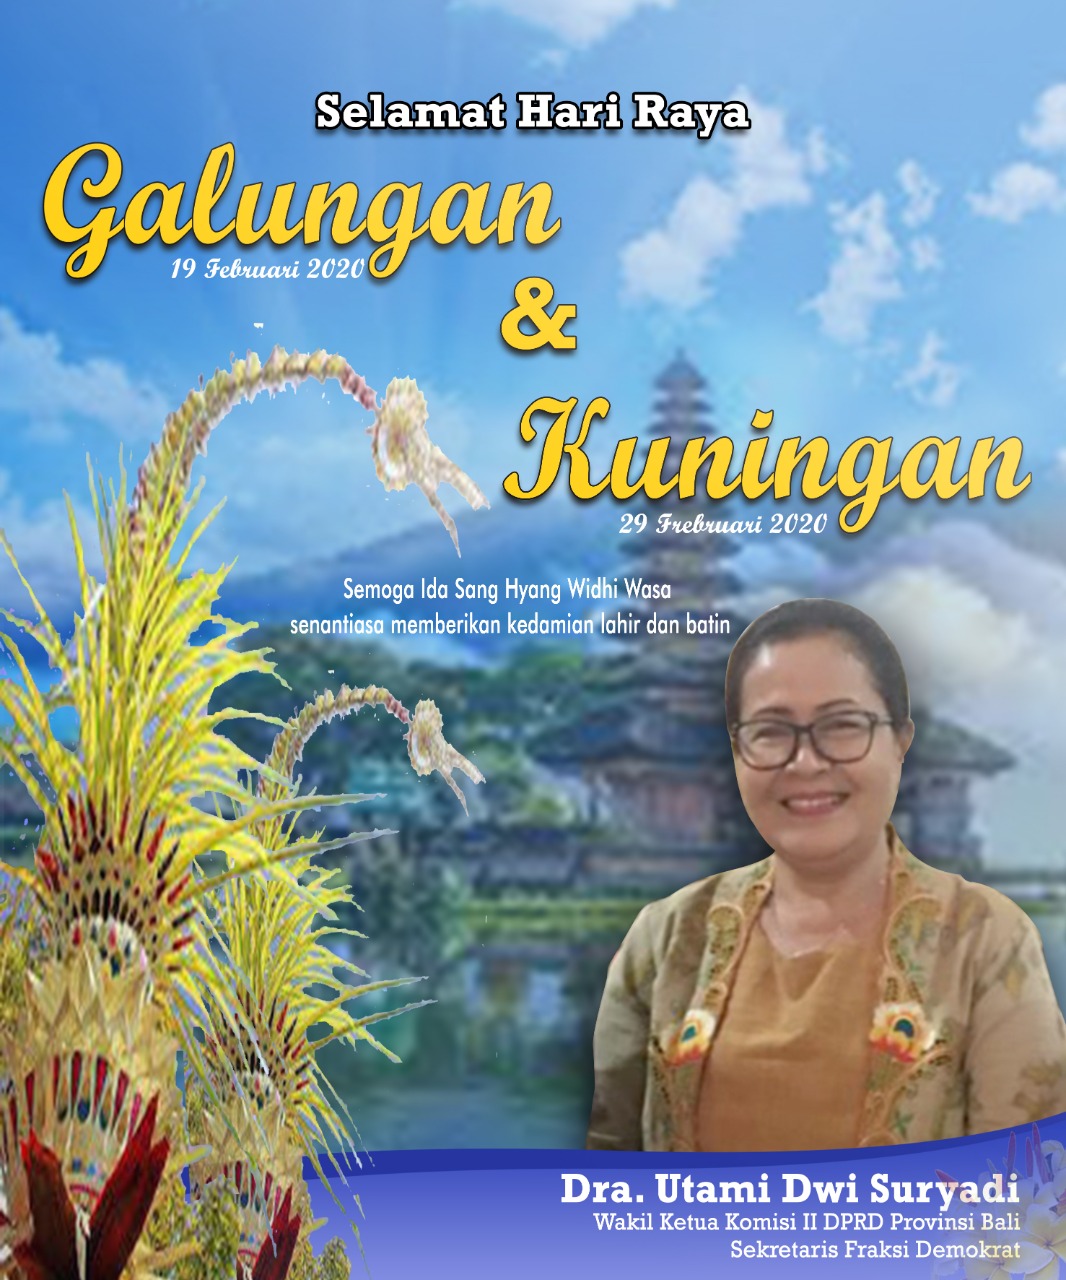 Selamat Hari Raya
Galungan
19 Februari 2020
&
Kuningan
29 Frebruari 2020
Semoga Ida Sang Hyang Widhi Wasa
senantiasa memberikan kedamian lahir dan batin
Dra. Utami Dwi Suryadi
Wakil Ketua Komisi II DPRD Provinsi Bali
Sekretaris Fraksi Demokrat